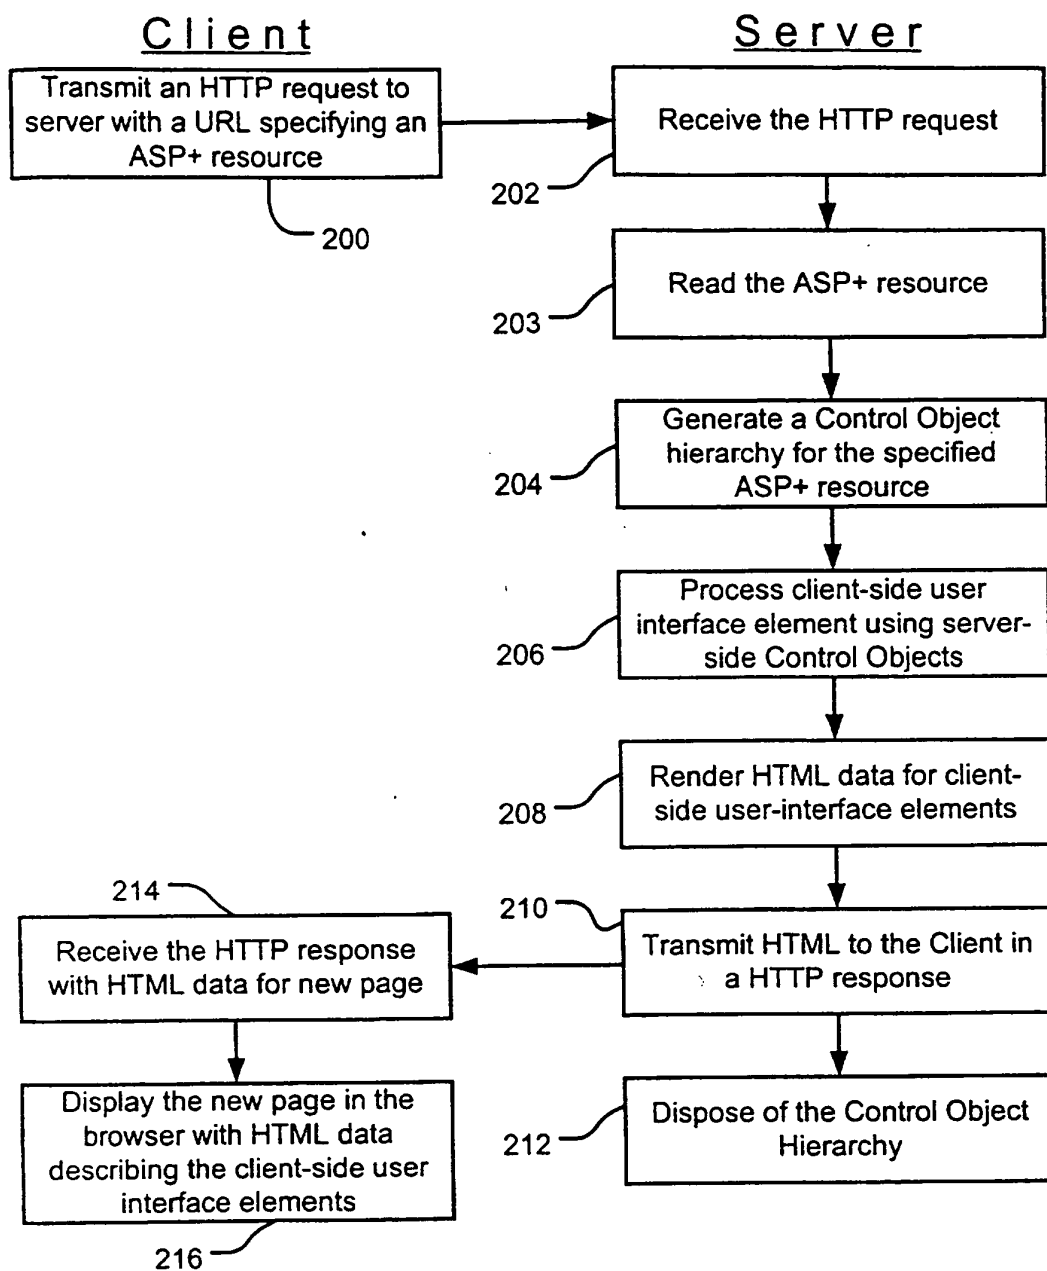 Client
Server
Transmit an HTTP request to
server with a URL specifying an
ASP+ resource
200
Receive the HTTP request
202
Read the ASP+ resource
203
Generate a Control Object
hierarchy for the specified
ASP+ resource
204
Process client-side user
interface element using server-
side Control Objects
206
Render HTML data for client-
side user-interface elements
208
210
Transmit HTML to the Client in
a HTTP response
214
Receive the HTTP response
with HTML data for new page
Display the new page in the
browser with HTML data
describing the client-side user
interface elements
216
Dispose of the Control Object
Hierarchy
212